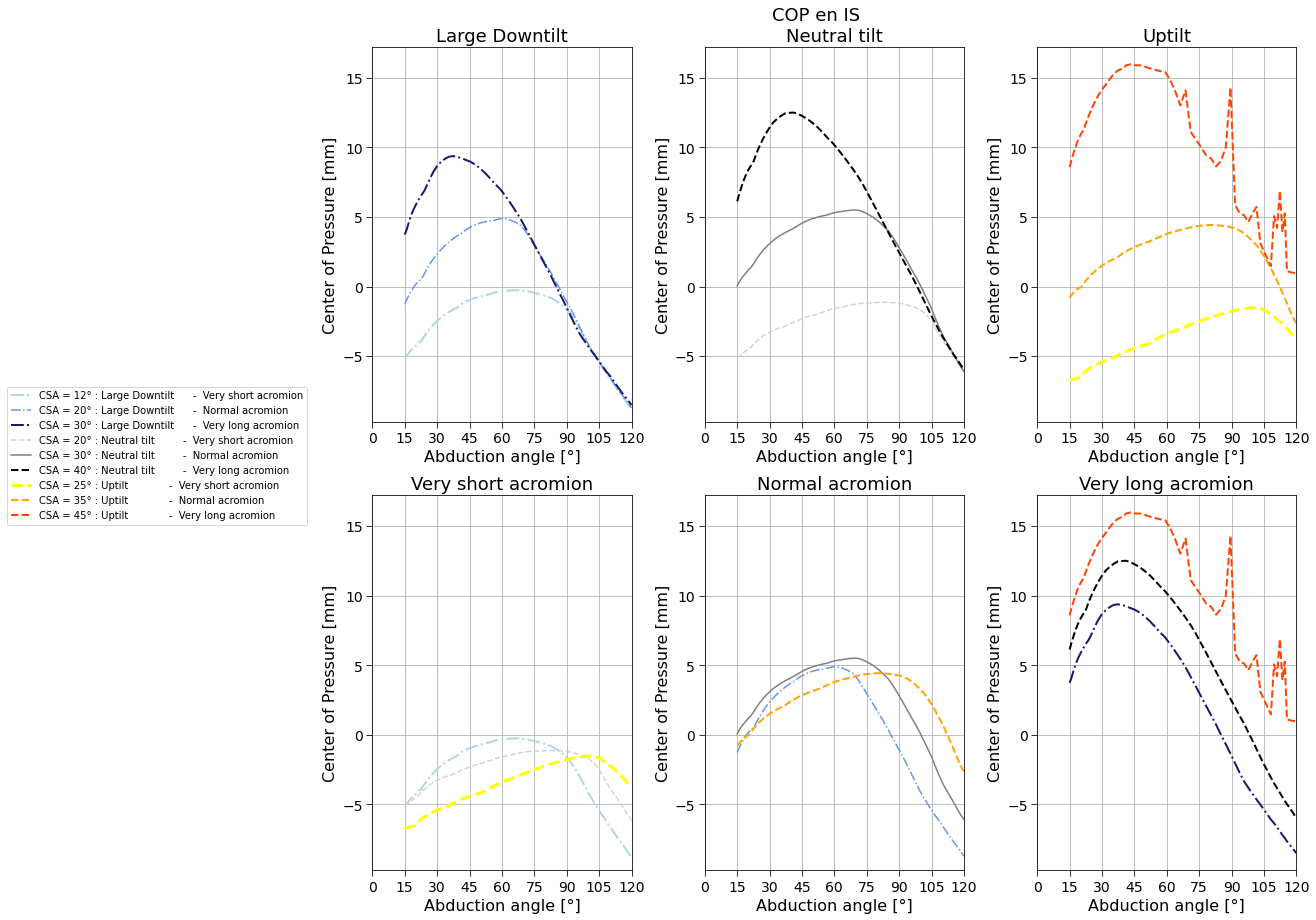 COP en IS
Large Downtilt
Neutral tilt
Uptilt
Center of Pressure [mm]
15
10
5
0
−5
0 15 30 45 60 75 90 105 120
Abduction angle [°]
Center of Pressure [mm]
15
10
5
0
−5
0 15 30 45 60 75 90 105 120
Abduction angle [°]
Center of Pressure [mm]
15
10
5
0
−5
0 15 30 45 60 75 90 105 120
Abduction angle [°]
CSA = 12° : Large Downtilt - Very short acromion
CSA = 20° : Large Downtilt - Normal acromion
CSA = 30° : Large Downtilt - Very long acromion
CSA = 20° : Neutral tilt - Very short acromion
CSA = 30° : Neutral tilt - Normal acromion
CSA = 40° : Neutral tilt - Very long acromion
CSA = 25° : Uptilt - Very short acromion
CSA = 35° : Uptilt - Normal acromion
CSA = 45° : Uptilt - Very long acromion
Very short acromion
Normal acromion
Very long acromion
Center of Pressure [mm]
15
10
5
0
−5
0 15 30 45 60 75 90 105 120
Abduction angle [°]
Center of Pressure [mm]
15
10
5
0
−5
0 15 30 45 60 75 90 105 120
Abduction angle [°]
Center of Pressure [mm]
15
10
5
0
−5
0 15 30 45 60 75 90 105 120
Abduction angle [°]